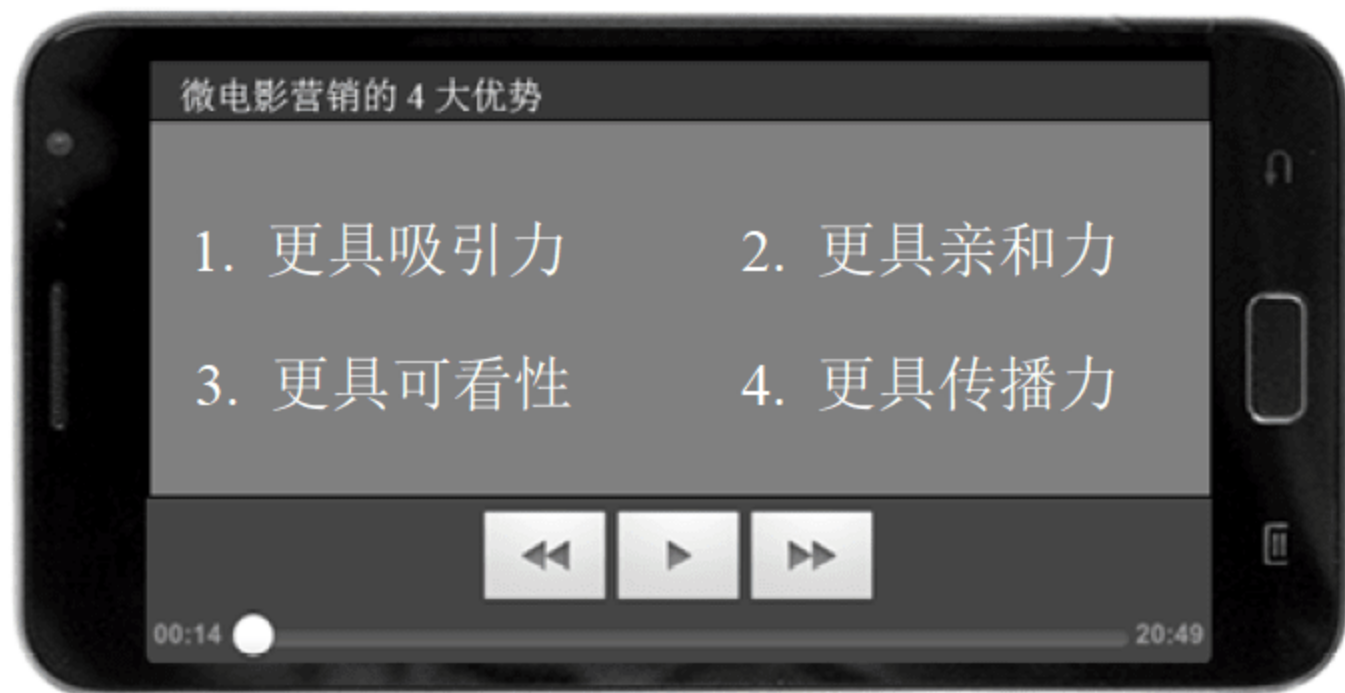 微电影营销的 4 大优势
1. 更具吸引力 2. 更具亲和力
3. 更具可看性 4. 更具传播力
00:14 20:49